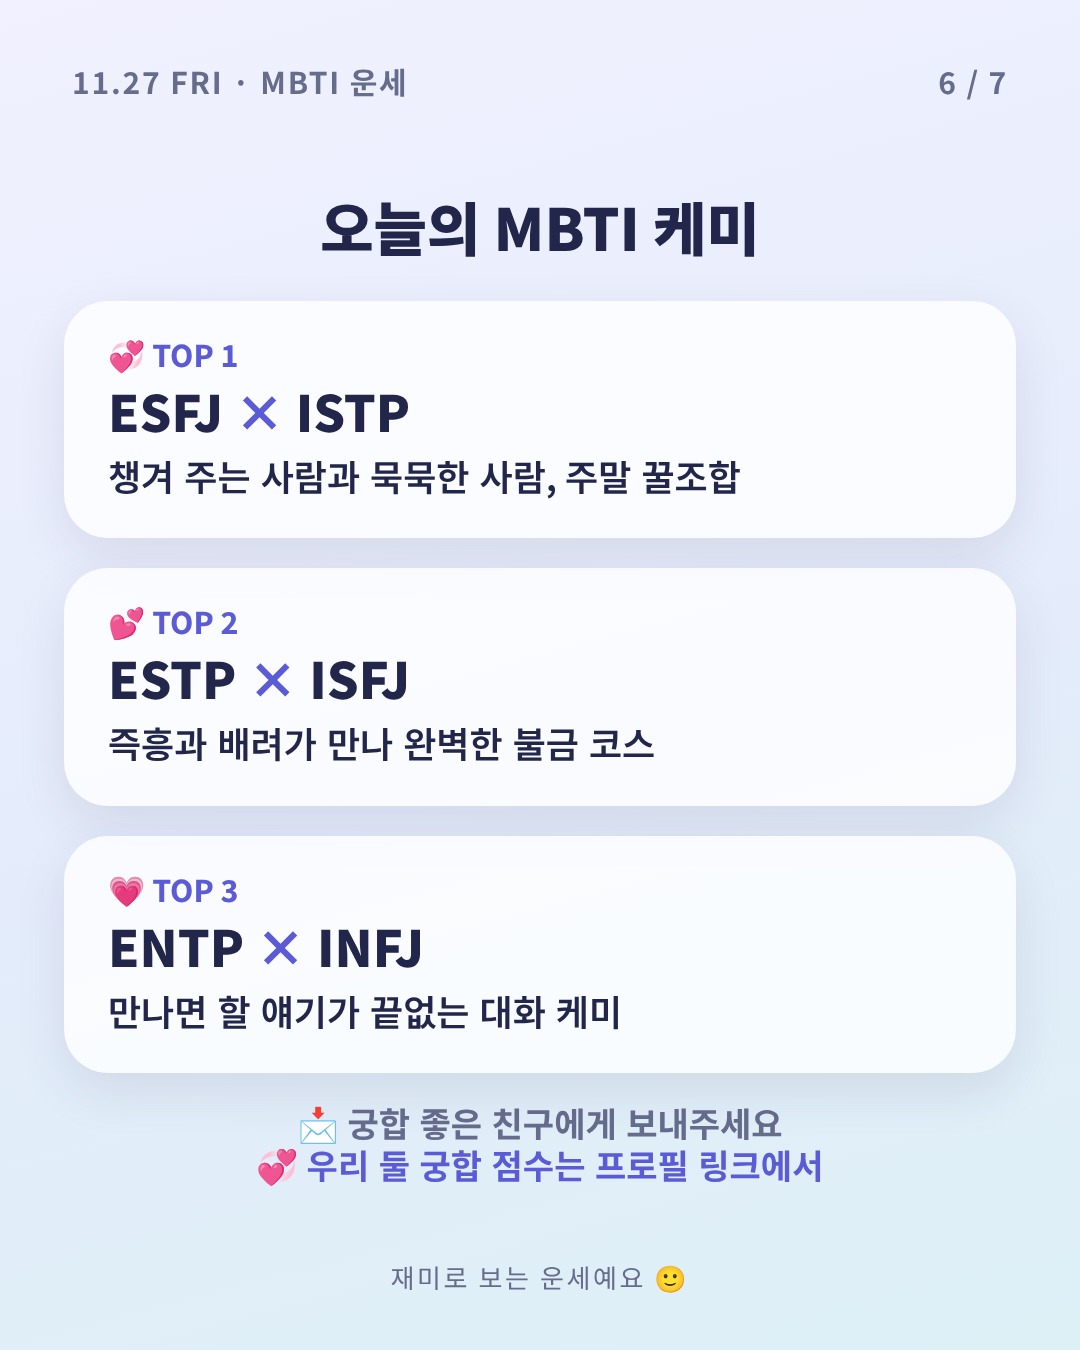 11.27 FRI · MBTI 운세
6 / 7
오늘의 MBTI 케미
💞 TOP 1
ESFJ × ISTP
챙겨 주는 사람과 묵묵한 사람, 주말 꿀조합
💕 TOP 2
ESTP × ISFJ
즉흥과 배려가 만나 완벽한 불금 코스
💗 TOP 3
ENTP × INFJ
만나면 할 얘기가 끝없는 대화 케미
📩 궁합 좋은 친구에게 보내주세요
💞 우리 둘 궁합 점수는 프로필 링크에서
재미로 보는 운세예요 🙂